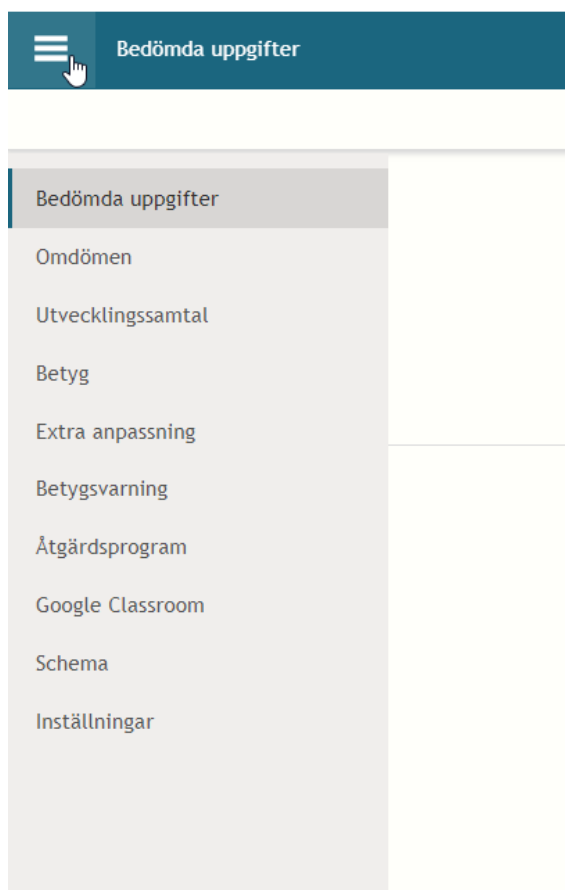 Bedömda uppgifter
Bedömda uppgifter
Omdömen
Utvecklingssamtal
Betyg
Extra anpassning
Betygsvarning
Åtgärdsprogram
Google Classroom
Schema
Inställningar